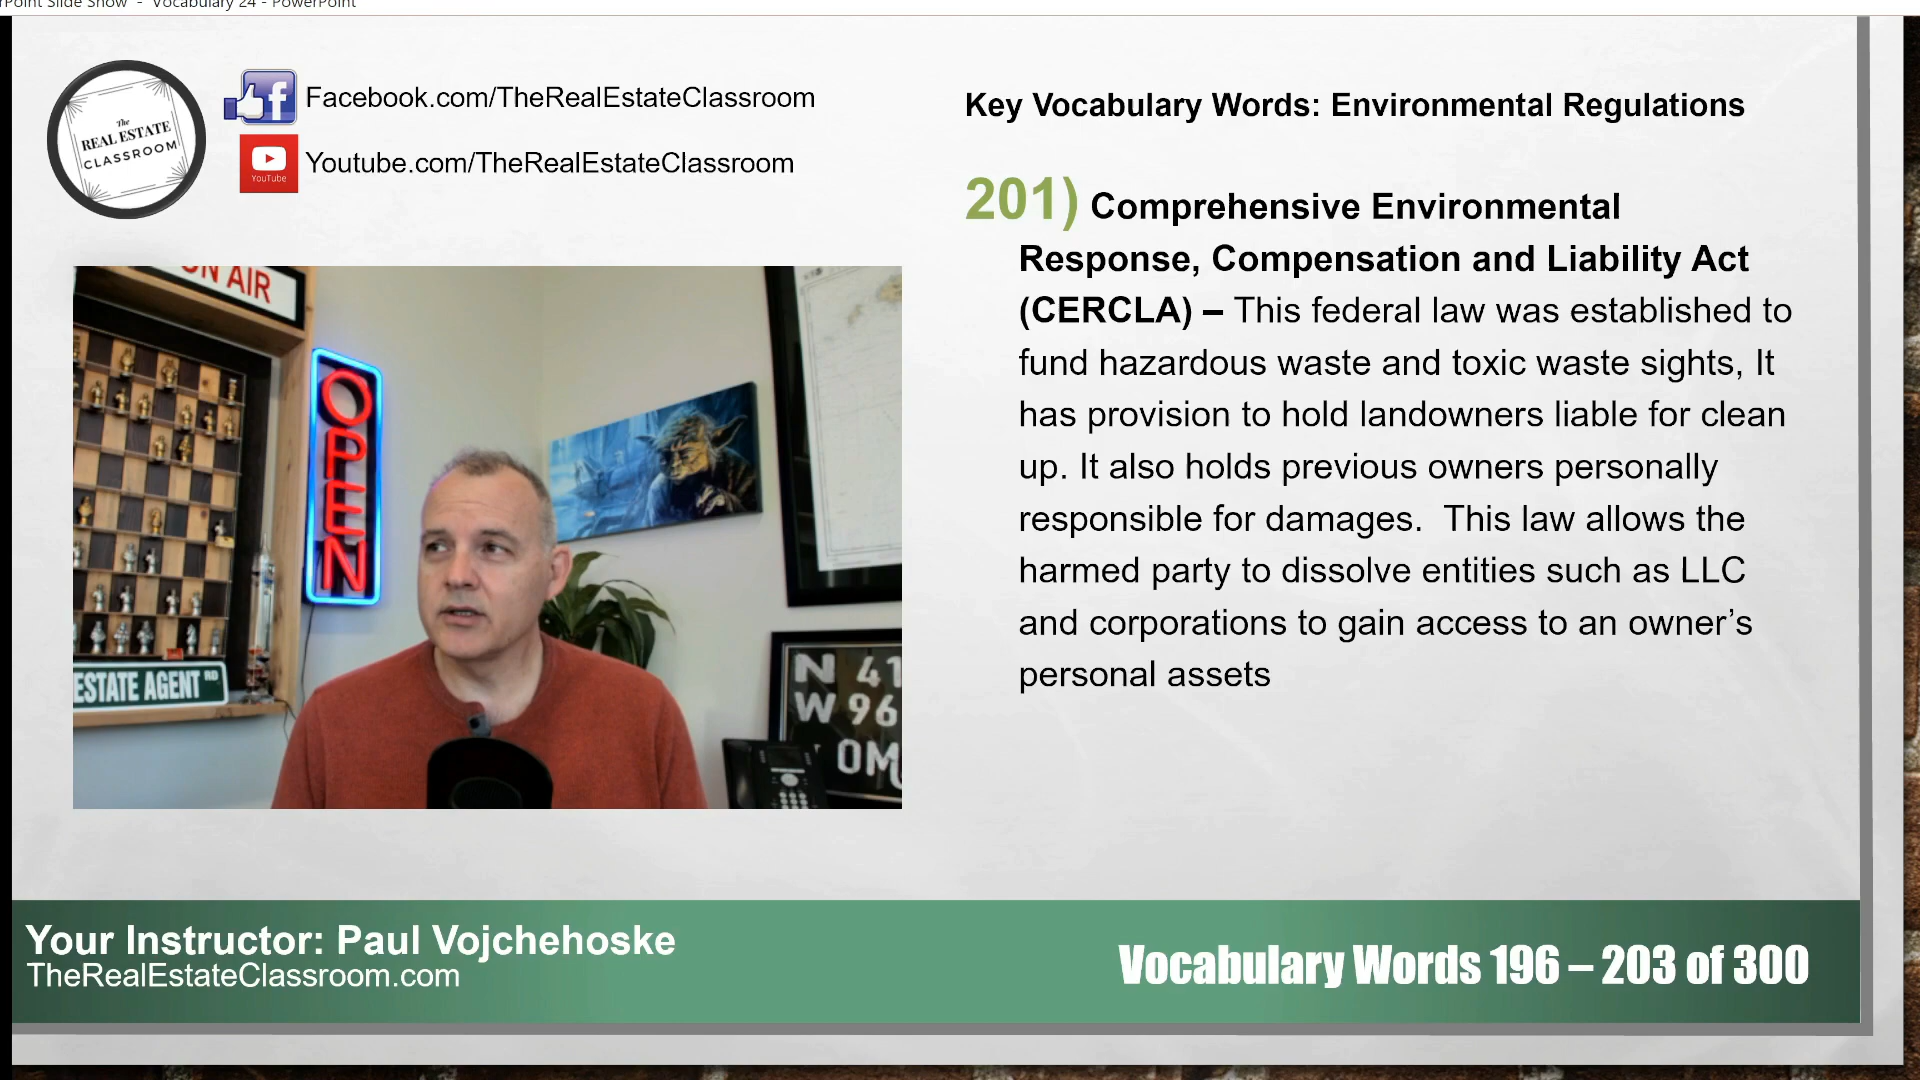 rPoint Slide Show - Vocabulary 24 - PowerPoint
The
REAL ESTATE
CLASSROOM
Facebook.com/TheRealEstateClassroom
YouTube
Youtube.com/TheRealEstateClassroom
ON AIR
OPEN
ESTATE AGENT RD
N 41
W 96
OM
Key Vocabulary Words: Environmental Regulations
201) Comprehensive Environmental
Response, Compensation and Liability Act
(CERCLA) – This federal law was established to
fund hazardous waste and toxic waste sights, It
has provision to hold landowners liable for clean
up. It also holds previous owners personally
responsible for damages.  This law allows the
harmed party to dissolve entities such as LLC
and corporations to gain access to an owner’s
personal assets
Your Instructor: Paul Vojchehoske
TheRealEstateClassroom.com
Vocabulary Words 196 – 203 of 300